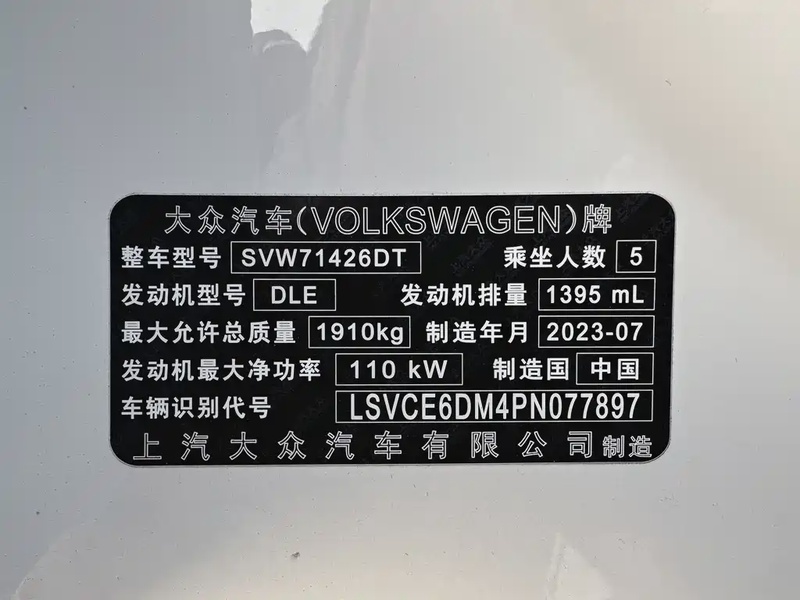 大众汽车(VOLKSWAGEN)牌
整车型号 SVW71426DT 乘坐人数 5
发动机型号 DLE 发动机排量 1395 mL
最大允许总质量 1910kg 制造年月 2023-07
发动机最大净功率 110 kW 制造国 中国
车辆识别代号 LSVCE6DM4PN077897
上汽大众汽车有限公司制造